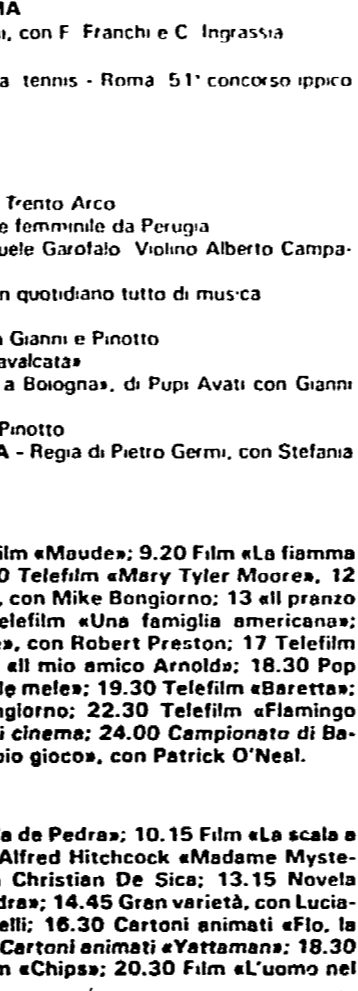 MA
, con F Franchi e C Ingrassia
a tennis - Roma 51° concorso ippico
Trento Arco
e femminile da Perugia
uele Garofalo Violino Alberto Campa-
n quotidiano tutto di musica
Gianni e Pinotto
avalcata»
a Bologna», di Pupi Avati con Gianni
Pinotto
A - Regia di Pietro Germi, con Stefania
ilm «Maude»; 9.20 Film «La fiamma
0 Telefilm «Mary Tyler Moore», 12
, con Mike Bongiorno; 13 «Il pranzo
elefilm «Una famiglia americana»;
e», con Robert Preston; 17 Telefilm
«Il mio amico Arnold»; 18.30 Pop
le mele»; 19.30 Telefilm «Baretta»;
ngiorno; 22.30 Telefilm «Flamingo
i cinema; 24.00 Campionato di Ba-
pio gioco», con Patrick O'Neal.
a de Pedra»; 10.15 Film «La scala a
Alfred Hitchcock «Madame Myste-
Christian De Sica; 13.15 Novela
dra»; 14.45 Gran varietà, con Lucia-
elli; 16.30 Cartoni animati «Flo, la
Cartoni animati «Yattaman»; 18.30
m «Chips»; 20.30 Film «L'uomo nel